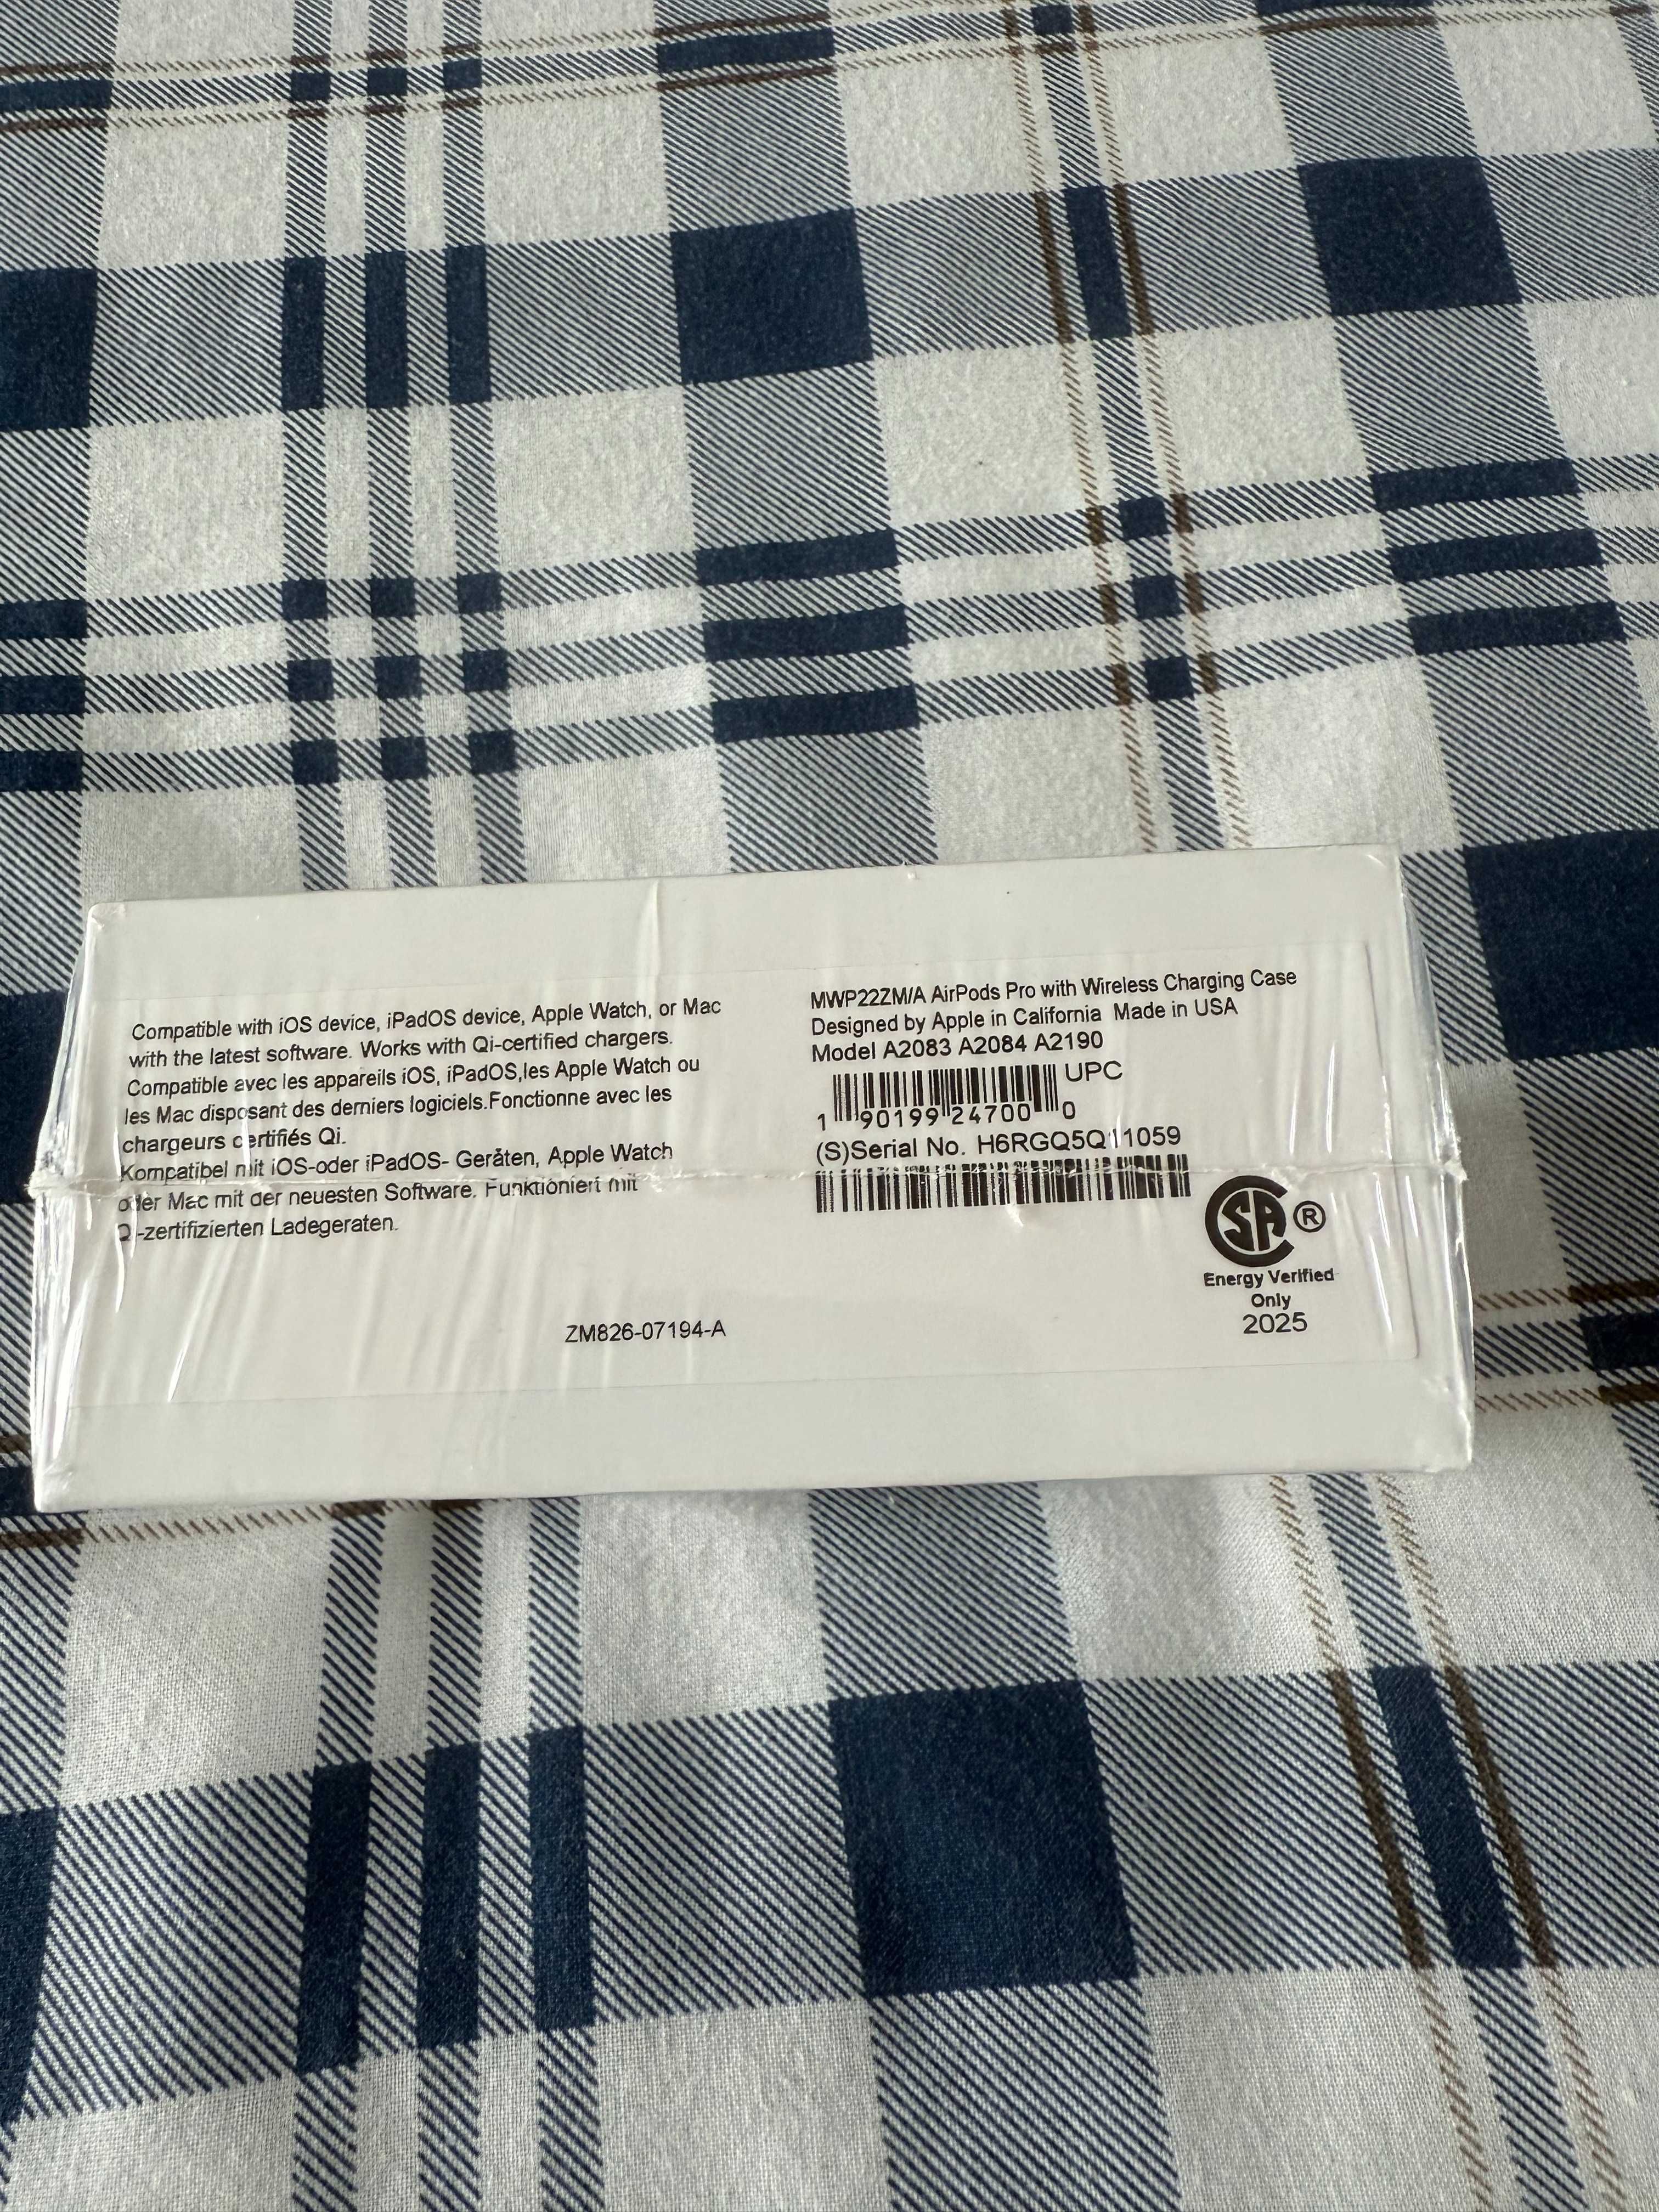 Compatible with iOS device, iPadOS device, Apple Watch, or Mac
with the latest software. Works with Qi-certified chargers.
Compatible avec les appareils iOS, iPadOS,les Apple Watch ou
les Mac disposant des derniers logiciels.Fonctionne avec les
chargeurs certifiés Qi.
Kompatibel mit iOS-oder iPadOS- Geräten, Apple Watch
oder Mac mit der neuesten Software. Funktioniert mit
Qi-zertifizierten Ladegeraten.
ZM826-07194-A
MWP22ZM/A AirPods Pro with Wireless Charging Case
Designed by Apple in California Made in USA
Model A2083 A2084 A2190
UPC
1 90199 24700 0
(S)Serial No. H6RGQ5Q11059
SA ®
Energy Verified
Only
2025